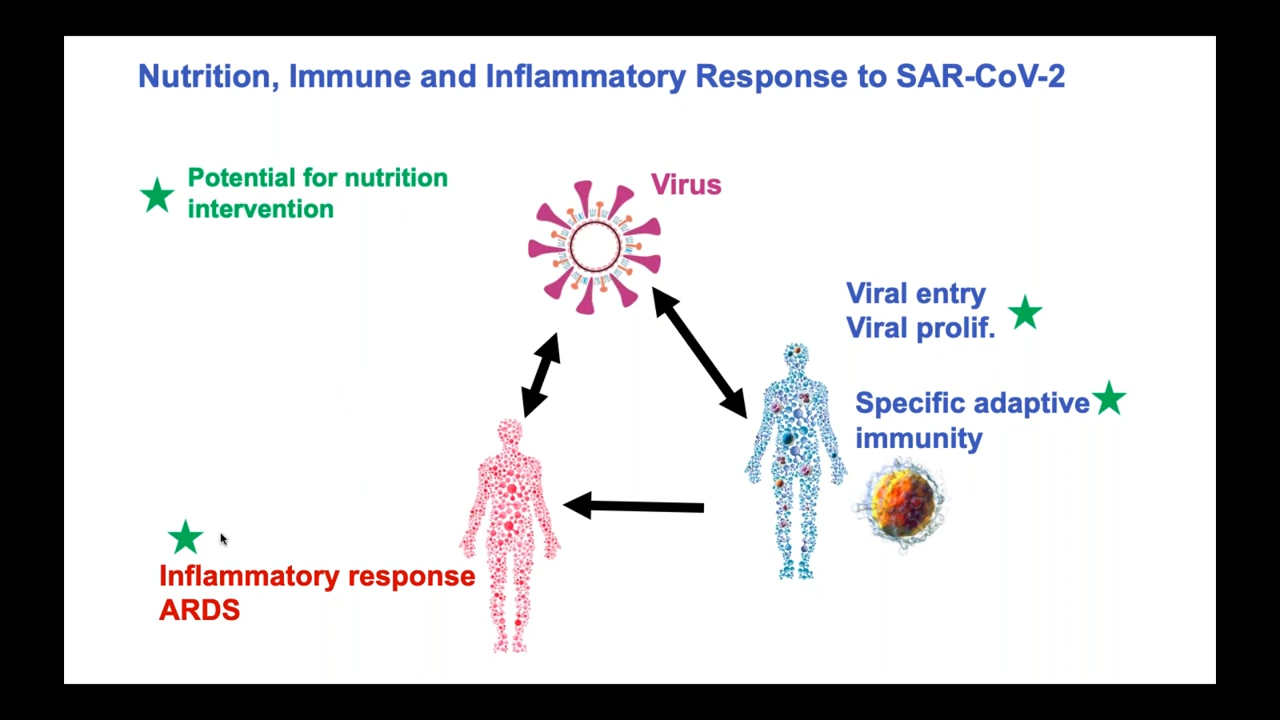 Nutrition, Immune and Inflammatory Response to SAR-CoV-2
Potential for nutrition
intervention
Virus
Viral entry
Viral prolif.
Specific adaptive
immunity
Inflammatory response
ARDS